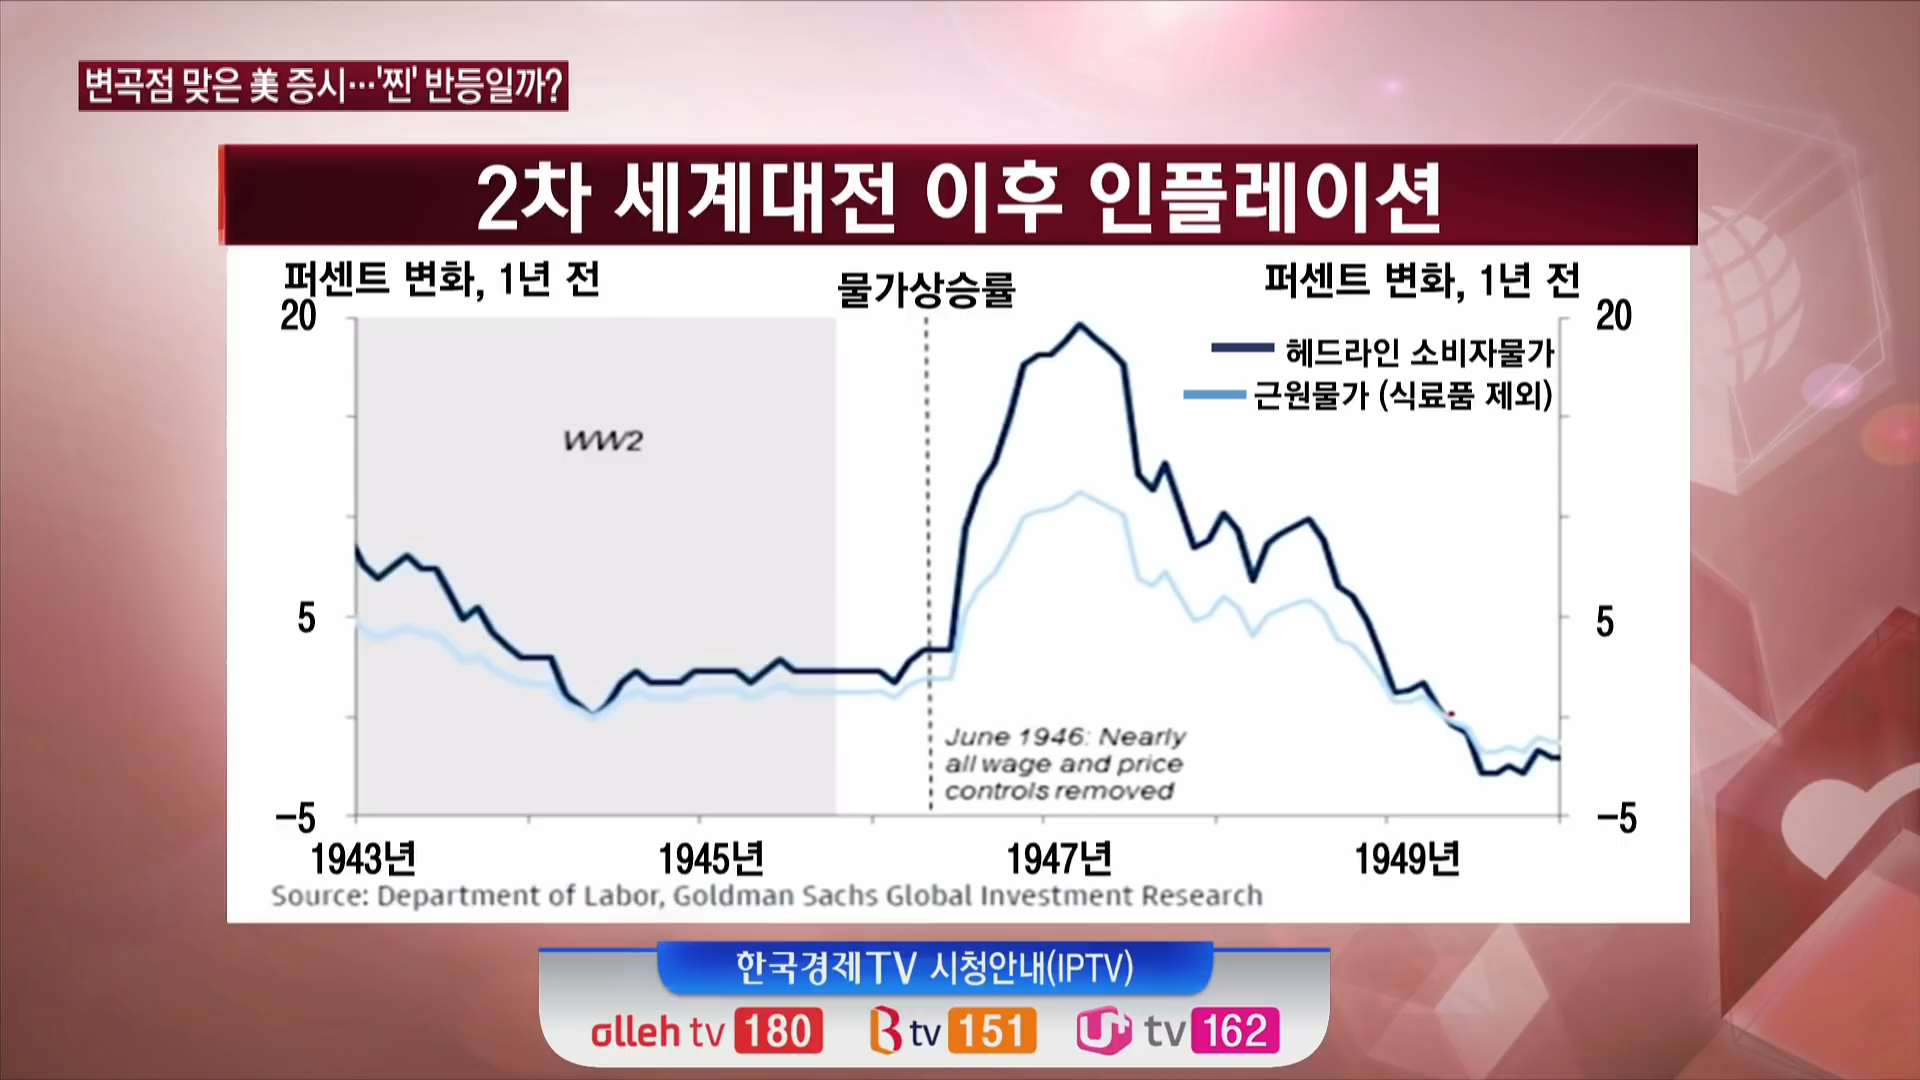 변곡점 맞은 美 증시…'찐' 반등일까?
2차 세계대전 이후 인플레이션
퍼센트 변화, 1년 전
물가상승률
퍼센트 변화, 1년 전
20
20
헤드라인 소비자물가
근원물가 (식료품 제외)
WW2
5
5
June 1946: Nearly
all wage and price
controls removed
-5
-5
1943년 1945년 1947년 1949년
Source: Department of Labor, Goldman Sachs Global Investment Research
한국경제TV 시청안내(IPTV)
olleh tv 180 B tv 151 U+ tv 162